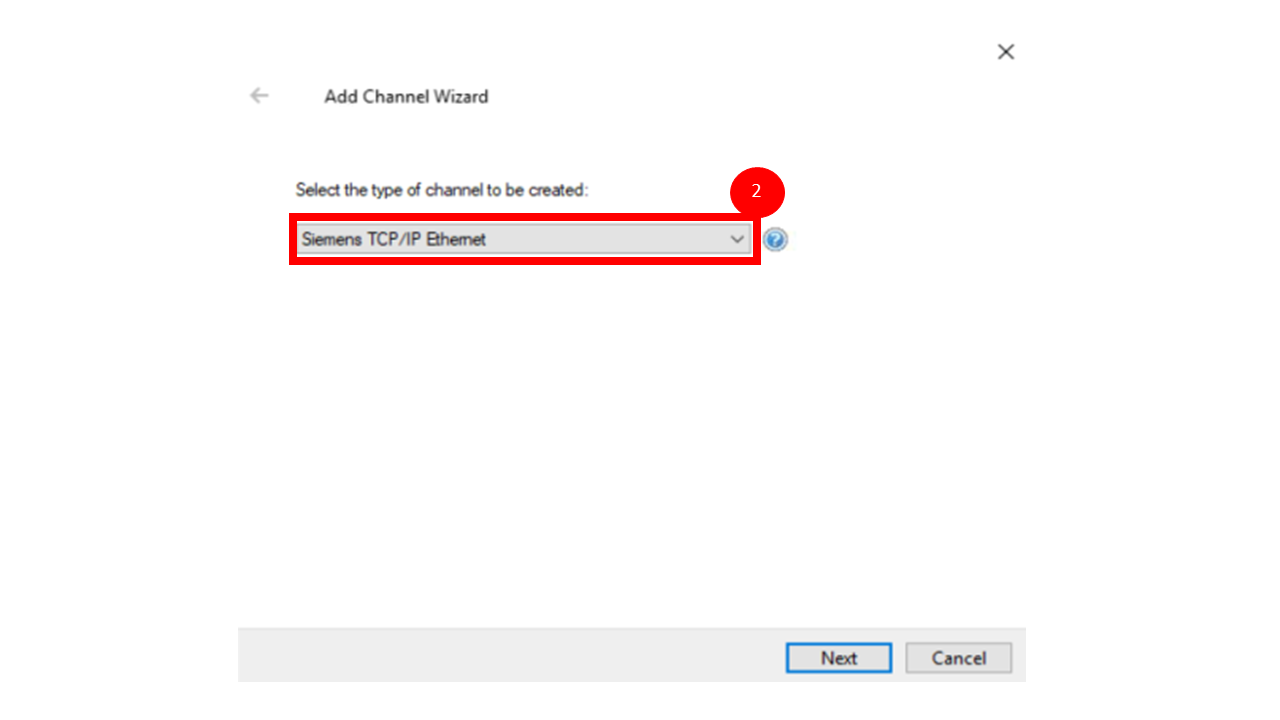 Add Channel Wizard
Select the type of channel to be created:
2
Siemens TCP/IP Ethernet
Next
Cancel